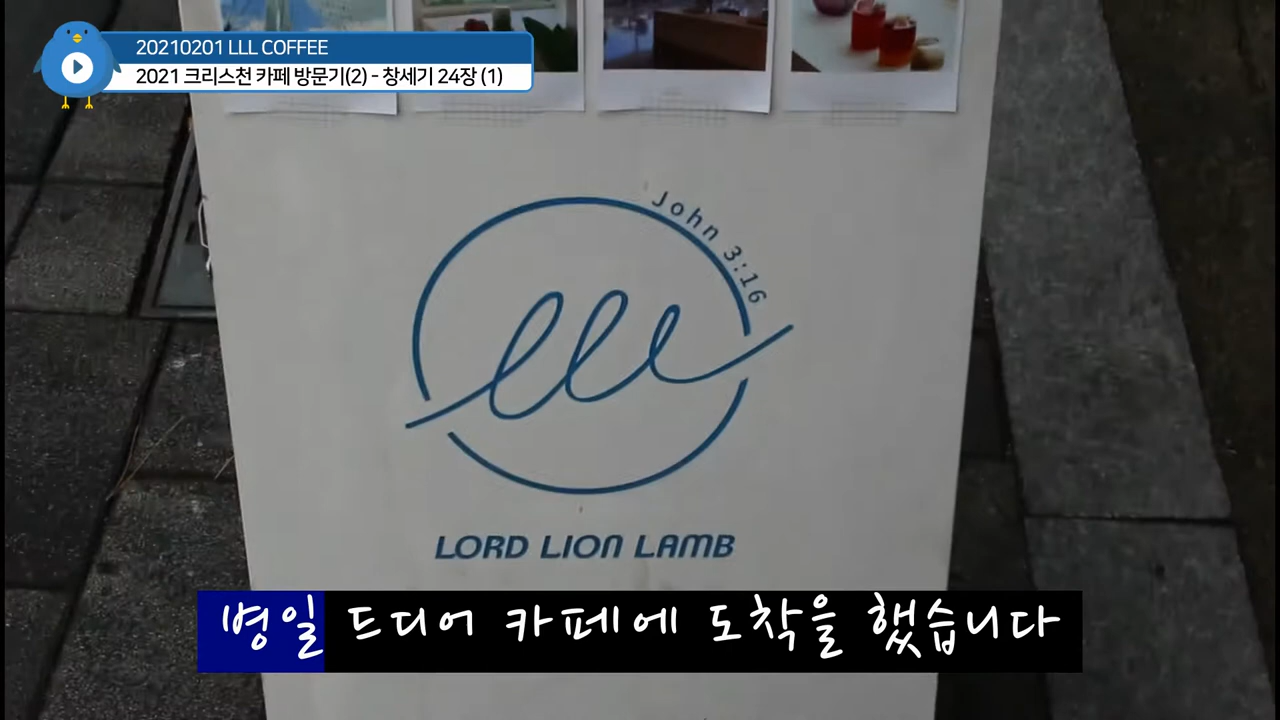 20210201 LLL COFFEE
2021 크리스천 카페 방문기(2) - 창세기 24장 (1)
John 3:16
lll
LORD LION LAMB
병일 드디어 카페에 도착을 했습니다